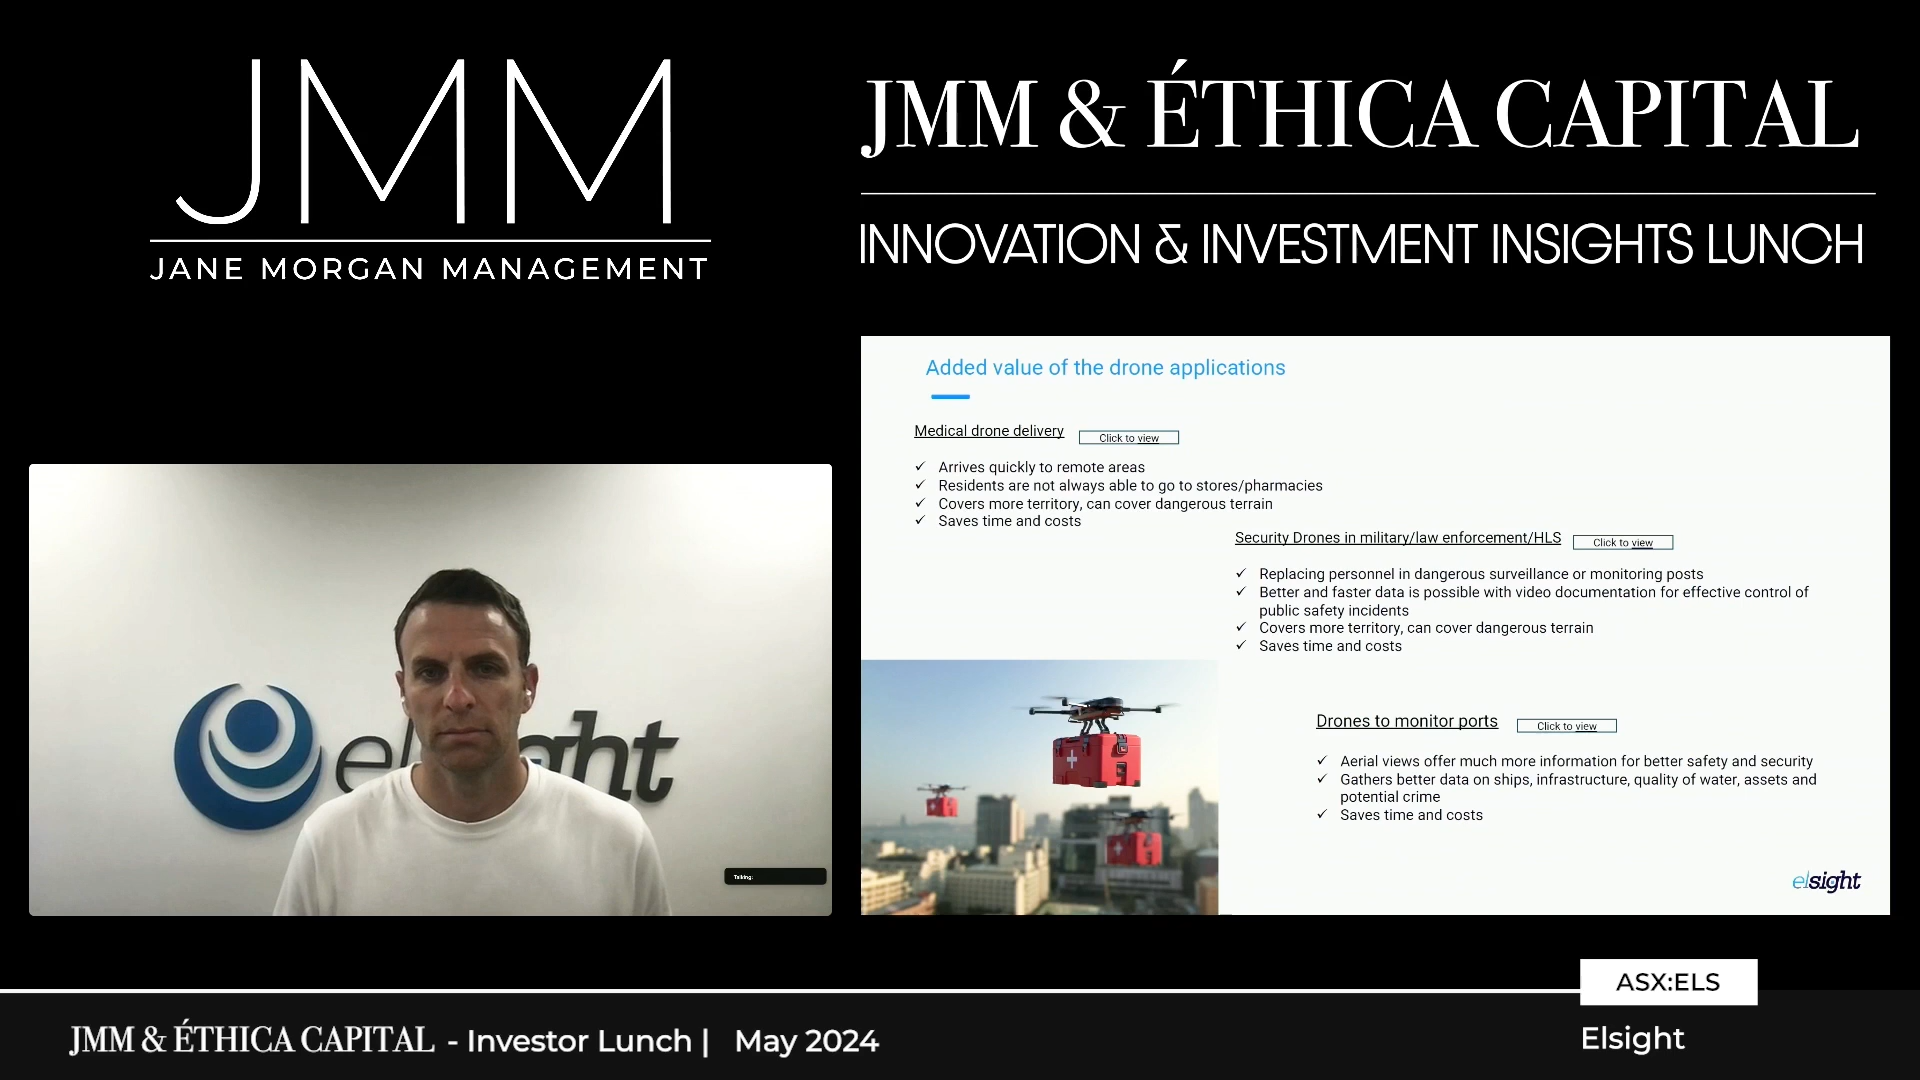 JMM
JANE MORGAN MANAGEMENT
JMM & ÉTHICA CAPITAL
INNOVATION & INVESTMENT INSIGHTS LUNCH
Added value of the drone applications
Medical drone delivery Click to view
✓ Arrives quickly to remote areas
✓ Residents are not always able to go to stores/pharmacies
✓ Covers more territory, can cover dangerous terrain
✓ Saves time and costs
Security Drones in military/law enforcement/HLS Click to view
✓ Replacing personnel in dangerous surveillance or monitoring posts
✓ Better and faster data is possible with video documentation for effective control of
public safety incidents
✓ Covers more territory, can cover dangerous terrain
✓ Saves time and costs
Drones to monitor ports Click to view
✓ Aerial views offer much more information for better safety and security
✓ Gathers better data on ships, infrastructure, quality of water, assets and
potential crime
✓ Saves time and costs
elsight
Talking:
elsight
ASX:ELS
JMM & ÉTHICA CAPITAL - Investor Lunch | May 2024
Elsight